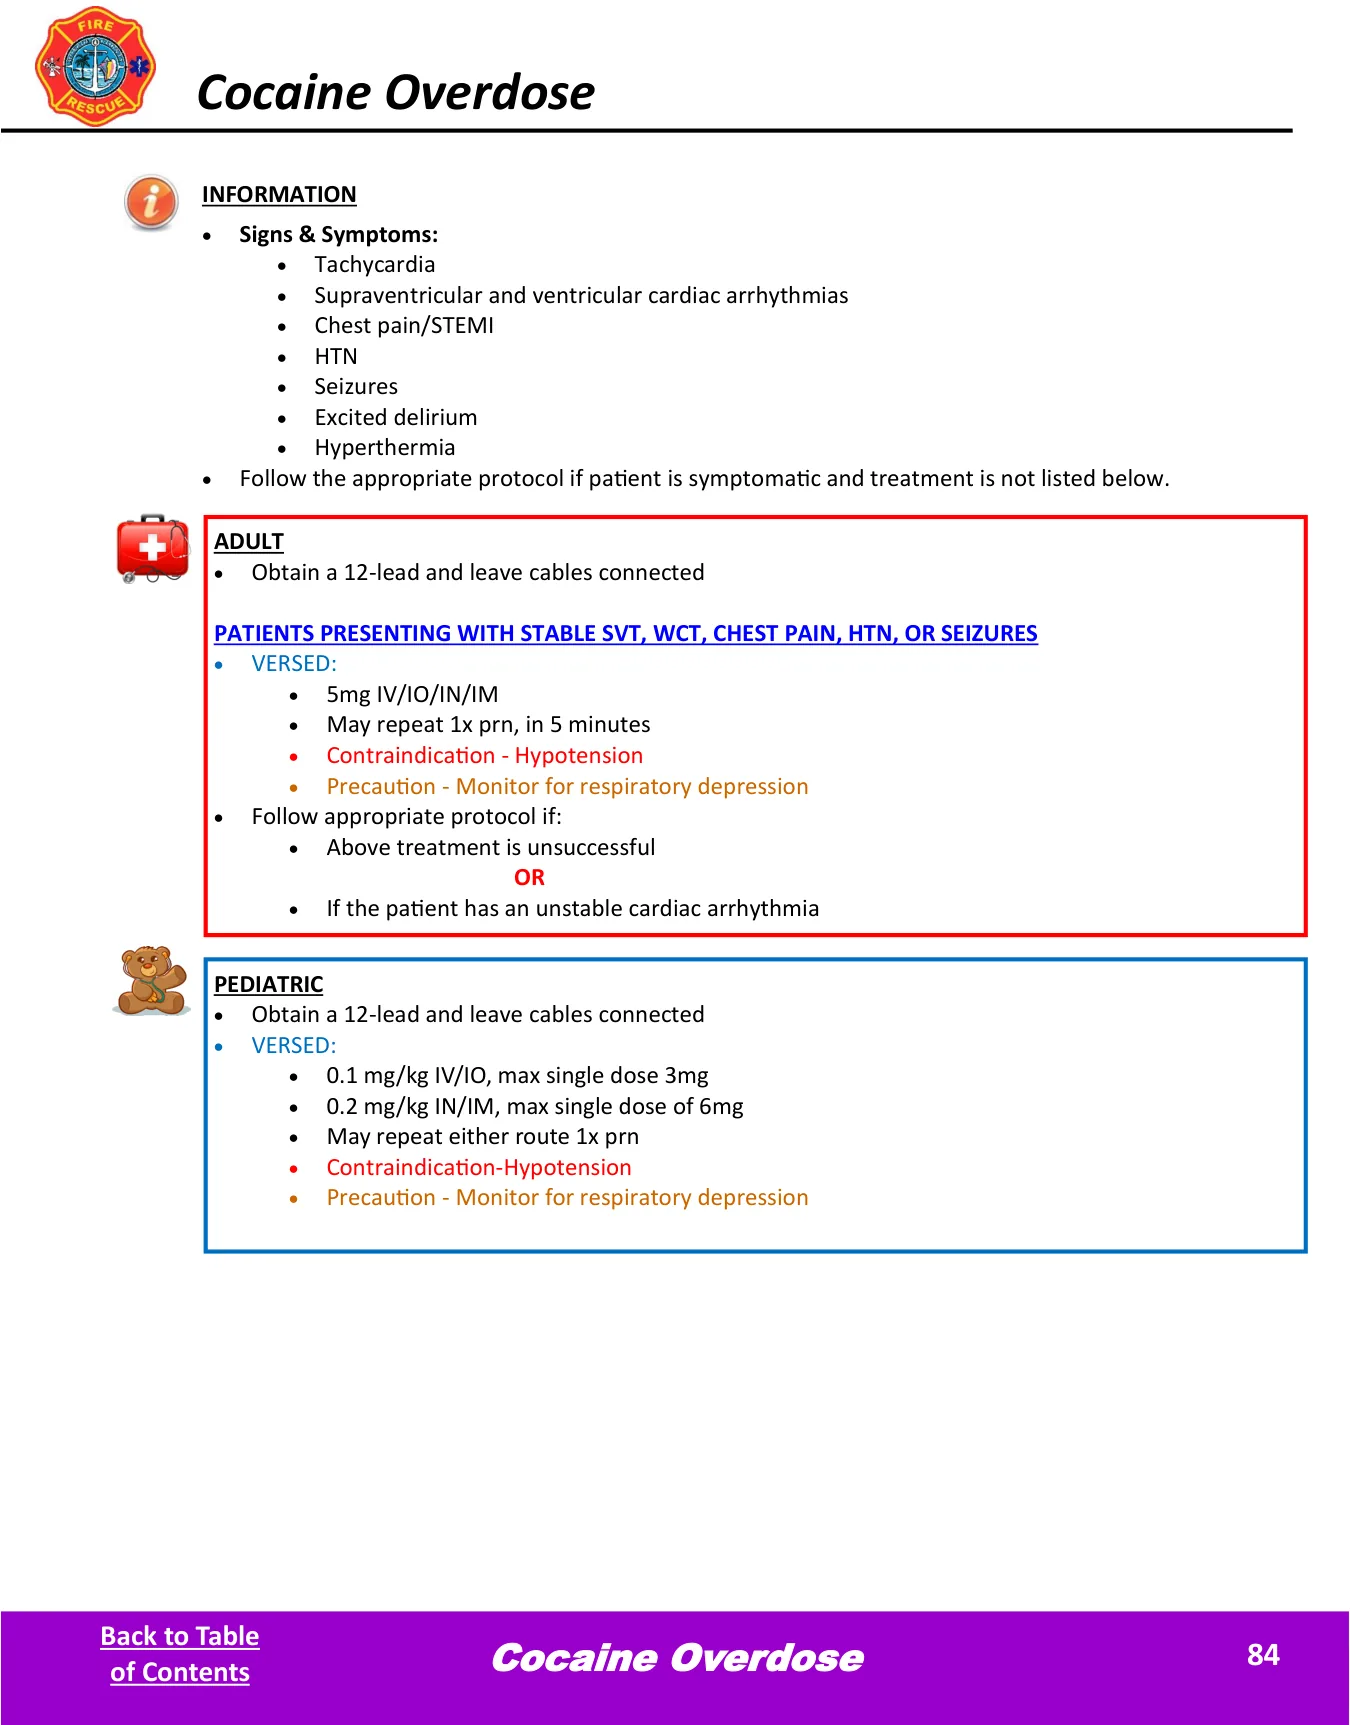 FIRE
RESCUE
Cocaine Overdose
INFORMATION
• Signs & Symptoms:
• Tachycardia
• Supraventricular and ventricular cardiac arrhythmias
• Chest pain/STEMI
• HTN
• Seizures
• Excited delirium
• Hyperthermia
• Follow the appropriate protocol if patient is symptomatic and treatment is not listed below.
ADULT
• Obtain a 12-lead and leave cables connected
PATIENTS PRESENTING WITH STABLE SVT, WCT, CHEST PAIN, HTN, OR SEIZURES
• VERSED:
• 5mg IV/IO/IN/IM
• May repeat 1x prn, in 5 minutes
• Contraindication - Hypotension
• Precaution - Monitor for respiratory depression
• Follow appropriate protocol if:
• Above treatment is unsuccessful
OR
• If the patient has an unstable cardiac arrhythmia
PEDIATRIC
• Obtain a 12-lead and leave cables connected
• VERSED:
• 0.1 mg/kg IV/IO, max single dose 3mg
• 0.2 mg/kg IN/IM, max single dose of 6mg
• May repeat either route 1x prn
• Contraindication-Hypotension
• Precaution - Monitor for respiratory depression
Back to Table
of Contents
Cocaine Overdose
84